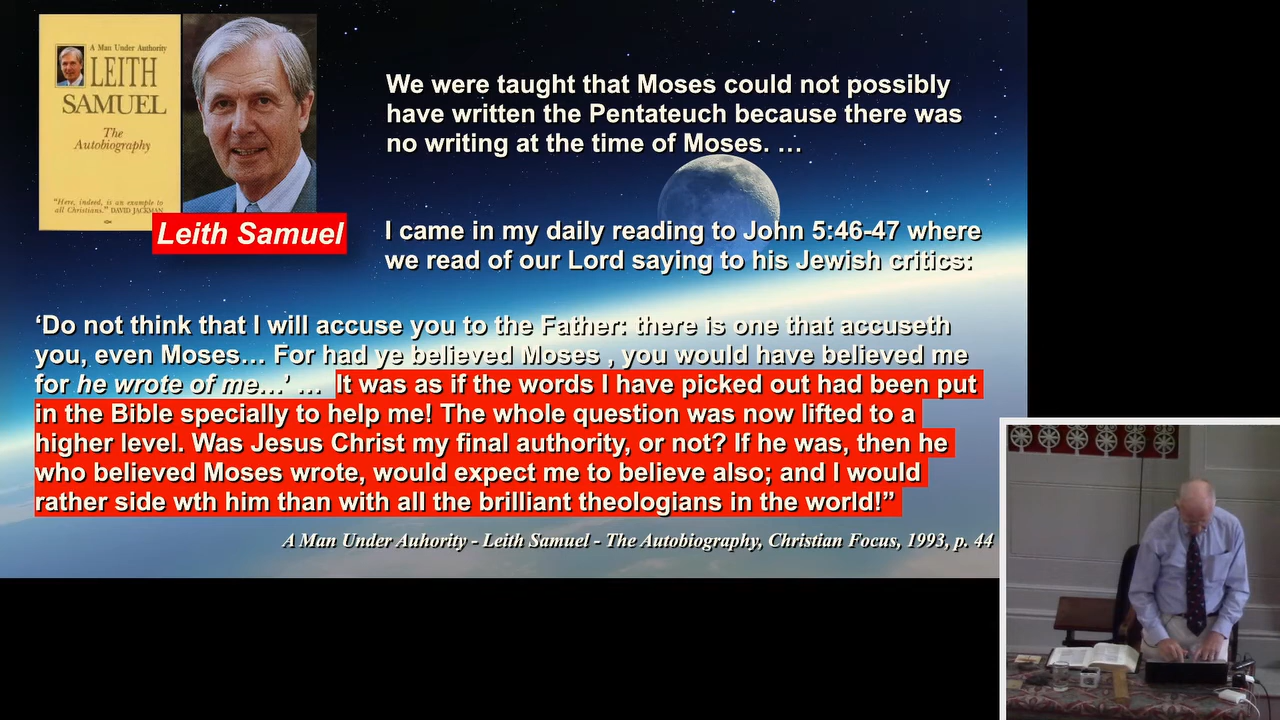 A Man Under Authority
LEITH
SAMUEL
The
Autobiography
"Here, indeed, is an example to
all Christians." DAVID JACKMAN
Leith Samuel
We were taught that Moses could not possibly
have written the Pentateuch because there was
no writing at the time of Moses. …
I came in my daily reading to John 5:46-47 where
we read of our Lord saying to his Jewish critics:
‘Do not think that I will accuse you to the Father: there is one that accuseth
you, even Moses… For had ye believed Moses , you would have believed me
for he wrote of me…’ … It was as if the words I have picked out had been put
in the Bible specially to help me! The whole question was now lifted to a
higher level. Was Jesus Christ my final authority, or not? If he was, then he
who believed Moses wrote, would expect me to believe also; and I would
rather side wth him than with all the brilliant theologians in the world!”
A Man Under Auhority - Leith Samuel - The Autobiography, Christian Focus, 1993, p. 44